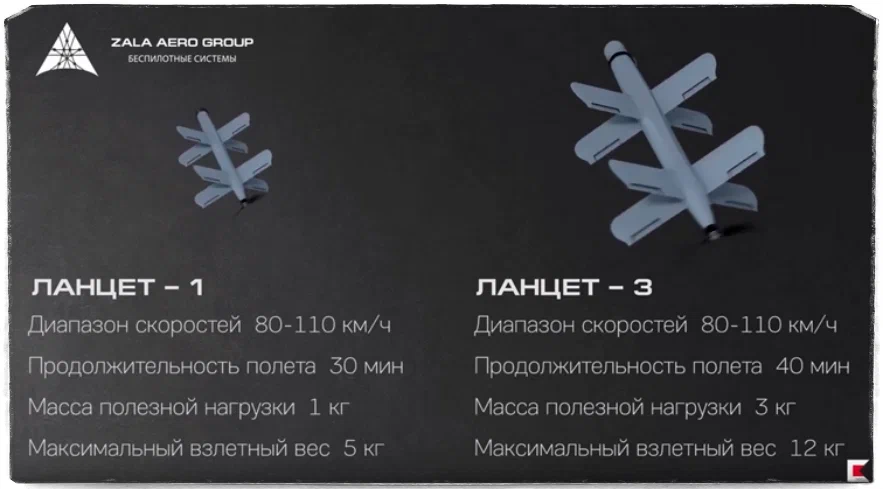 ZALA AERO GROUP
БЕСПИЛОТНЫЕ СИСТЕМЫ
ЛАНЦЕТ – 1
Диапазон скоростей 80-110 км/ч
Продолжительность полета 30 мин
Масса полезной нагрузки 1 кг
Максимальный взлетный вес 5 кг
ЛАНЦЕТ – 3
Диапазон скоростей 80-110 км/ч
Продолжительность полета 40 мин
Масса полезной нагрузки 3 кг
Максимальный взлетный вес 12 кг